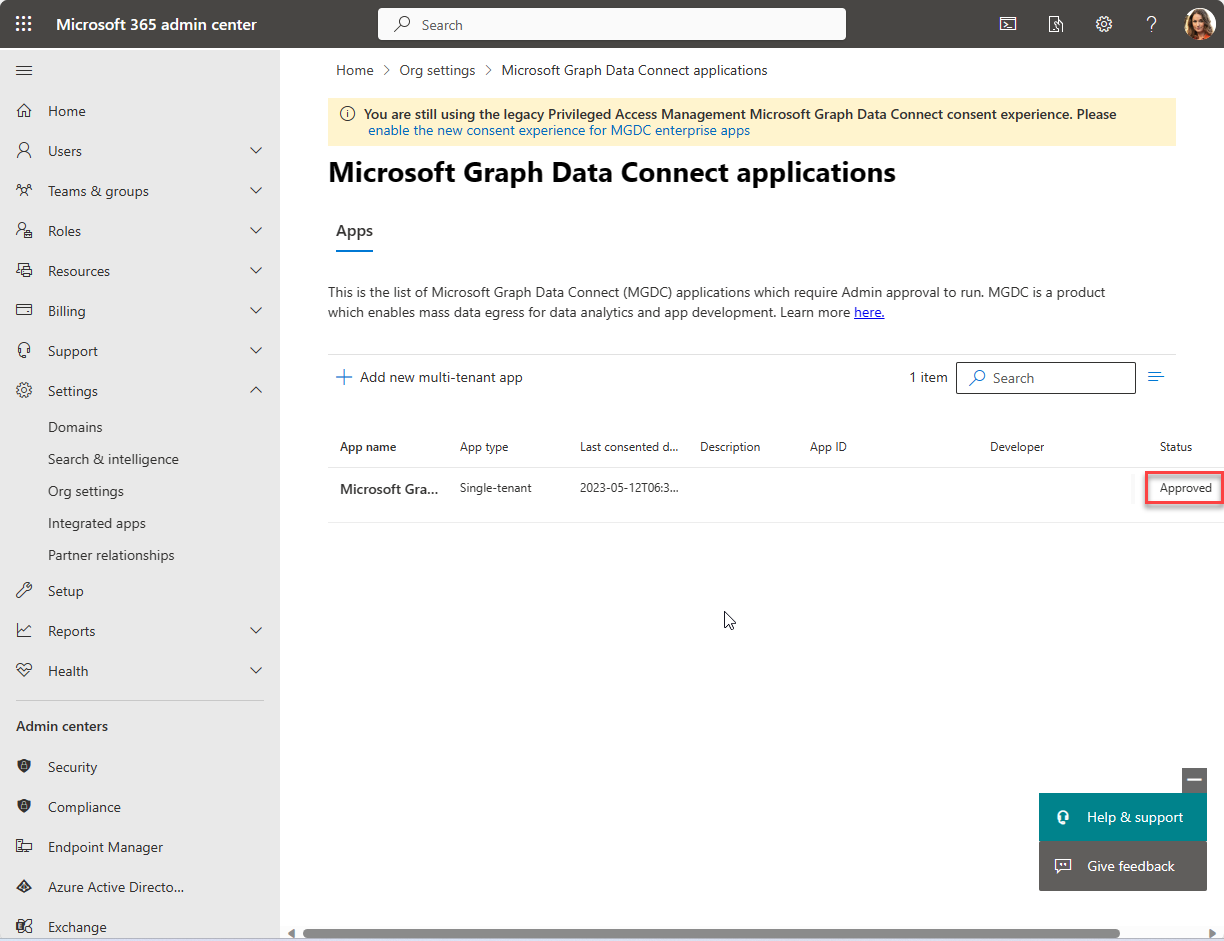 Microsoft 365 admin center
Search
Home
Users
Teams & groups
Roles
Resources
Billing
Support
Settings
Domains
Search & intelligence
Org settings
Integrated apps
Partner relationships
Setup
Reports
Health
Admin centers
Security
Compliance
Endpoint Manager
Azure Active Directo...
Exchange
Home > Org settings > Microsoft Graph Data Connect applications
You are still using the legacy Privileged Access Management Microsoft Graph Data Connect consent experience. Please
enable the new consent experience for MGDC enterprise apps
Microsoft Graph Data Connect applications
Apps
This is the list of Microsoft Graph Data Connect (MGDC) applications which require Admin approval to run. MGDC is a product
which enables mass data egress for data analytics and app development. Learn more here.
Add new multi-tenant app 1 item Search
App name App type Last consented d... Description App ID Developer Status
Microsoft Gra... Single-tenant 2023-05-12T06:3... Approved
Help & support
Give feedback